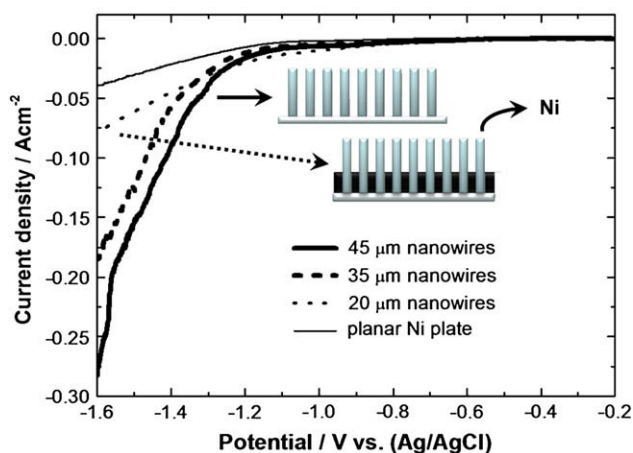 0.00
-0.05
-0.10
-0.15
-0.20
-0.25
-0.30
Current density / Acm-2
Ni
45 μm nanowires
35 μm nanowires
20 μm nanowires
planar Ni plate
-1.6 -1.4 -1.2 -1.0 -0.8 -0.6 -0.4 -0.2
Potential / V vs. (Ag/AgCl)